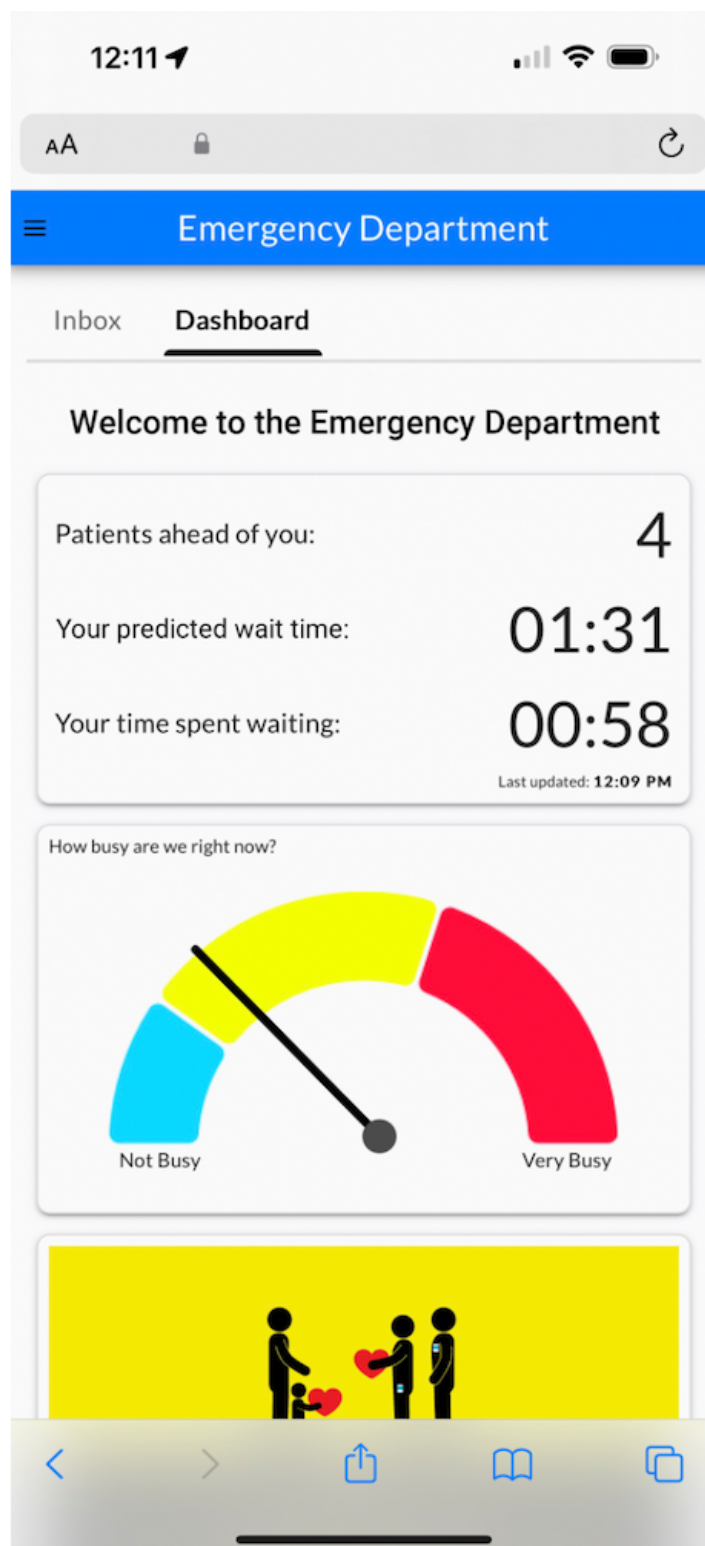 12:11
AA
Emergency Department
Inbox Dashboard
Welcome to the Emergency Department
Patients ahead of you: 4
Your predicted wait time: 01:31
Your time spent waiting: 00:58
Last updated: 12:09 PM
How busy are we right now?
Not Busy Very Busy